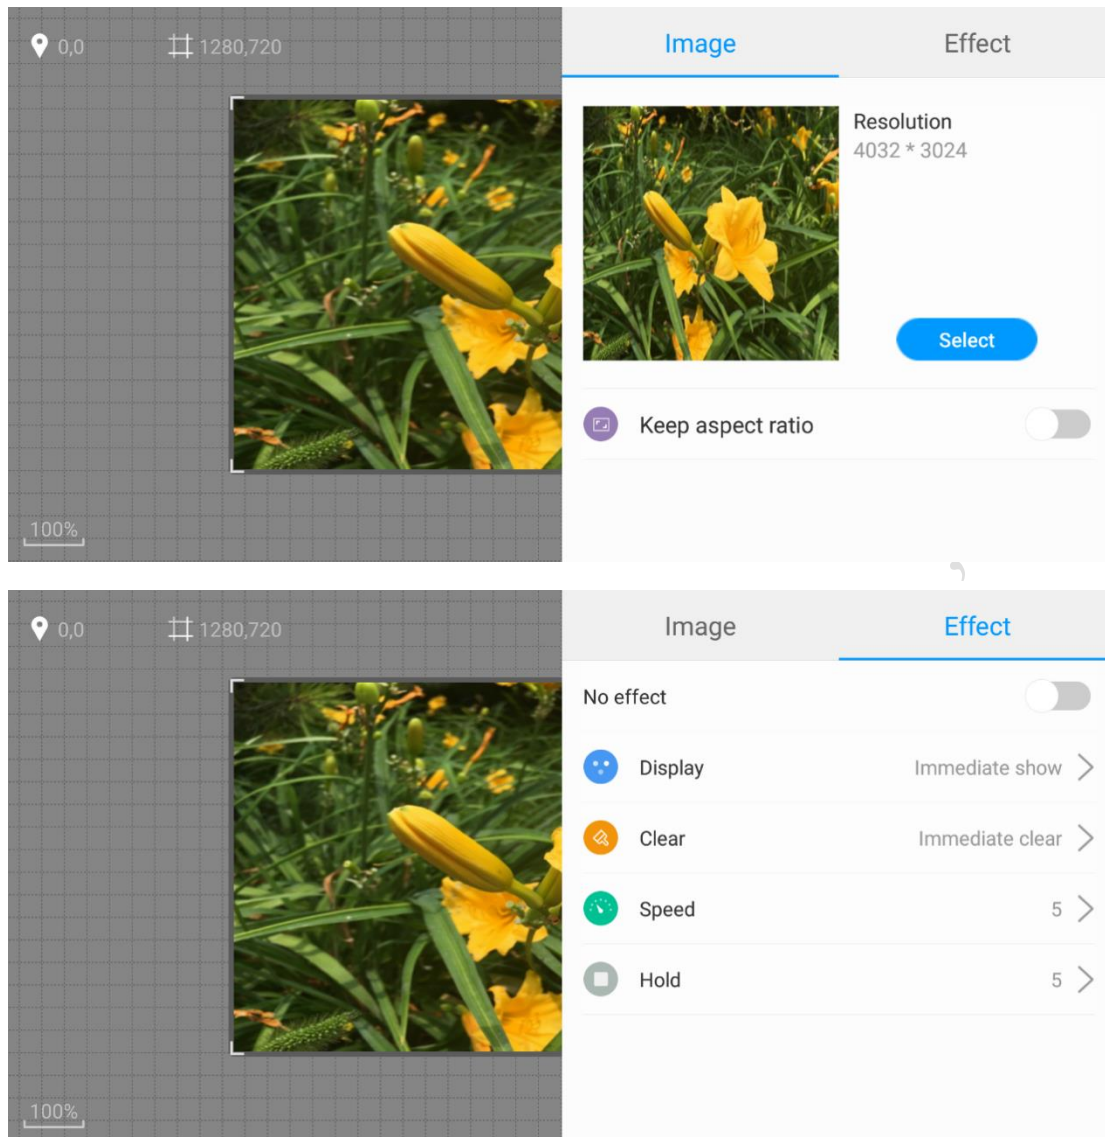 0,0 1280,720
Image Effect
Resolution
4032 * 3024
Select
Keep aspect ratio
100%
0,0 1280,720
Image Effect
No effect
Display Immediate show
Clear Immediate clear
Speed 5
Hold 5
100%